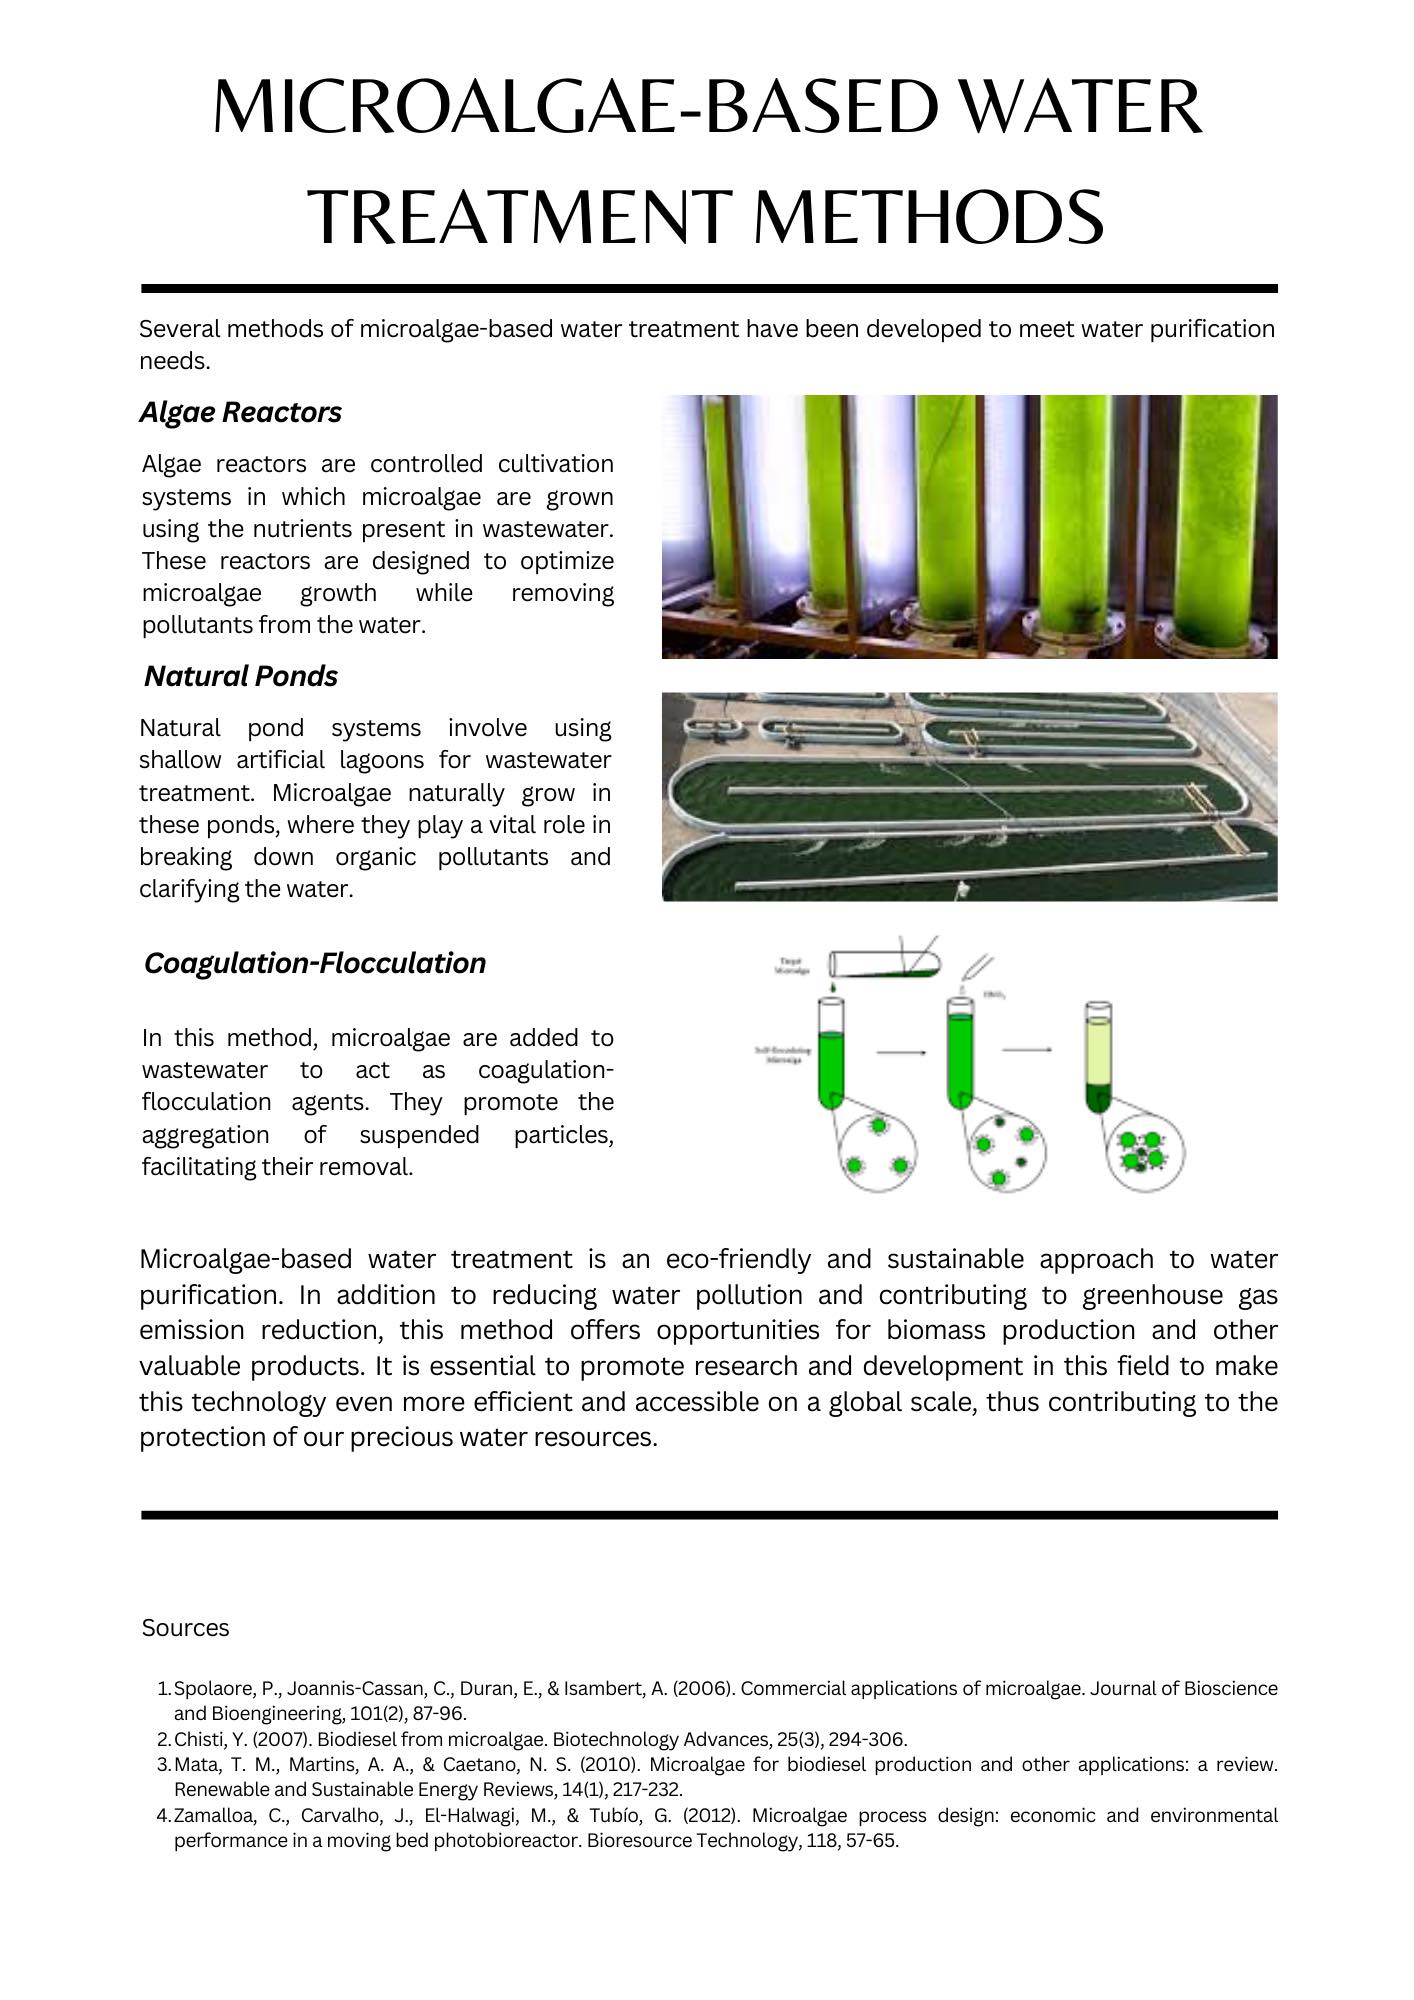 MICROALGAE-BASED WATER
TREATMENT METHODS
Several methods of microalgae-based water treatment have been developed to meet water purification
needs.
Algae Reactors
Algae reactors are controlled cultivation
systems in which microalgae are grown
using the nutrients present in wastewater.
These reactors are designed to optimize
microalgae growth while removing
pollutants from the water.
Natural Ponds
Natural pond systems involve using
shallow artificial lagoons for wastewater
treatment. Microalgae naturally grow in
these ponds, where they play a vital role in
breaking down organic pollutants and
clarifying the water.
Coagulation-Flocculation
In this method, microalgae are added to
wastewater to act as coagulation-
flocculation agents. They promote the
aggregation of suspended particles,
facilitating their removal.
Target
Microalga
Microalga
Microalgae-based water treatment is an eco-friendly and sustainable approach to water
purification. In addition to reducing water pollution and contributing to greenhouse gas
emission reduction, this method offers opportunities for biomass production and other
valuable products. It is essential to promote research and development in this field to make
this technology even more efficient and accessible on a global scale, thus contributing to the
protection of our precious water resources.
Sources
1. Spolaore, P., Joannis-Cassan, C., Duran, E., & Isambert, A. (2006). Commercial applications of microalgae. Journal of Bioscience
and Bioengineering, 101(2), 87-96.
2. Chisti, Y. (2007). Biodiesel from microalgae. Biotechnology Advances, 25(3), 294-306.
3. Mata, T. M., Martins, A. A., & Caetano, N. S. (2010). Microalgae for biodiesel production and other applications: a review.
Renewable and Sustainable Energy Reviews, 14(1), 217-232.
4. Zamalloa, C., Carvalho, J., El-Halwagi, M., & Tubío, G. (2012). Microalgae process design: economic and environmental
performance in a moving bed photobioreactor. Bioresource Technology, 118, 57-65.